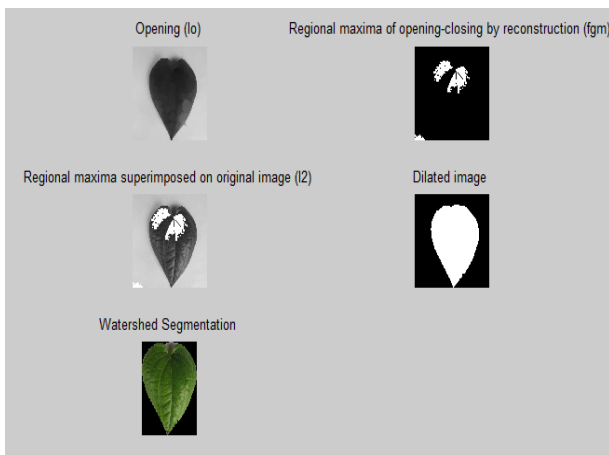 Opening (Io)
Regional maxima of opening-closing by reconstruction (fgm)
Regional maxima superimposed on original image (I2)
Dilated image
Watershed Segmentation